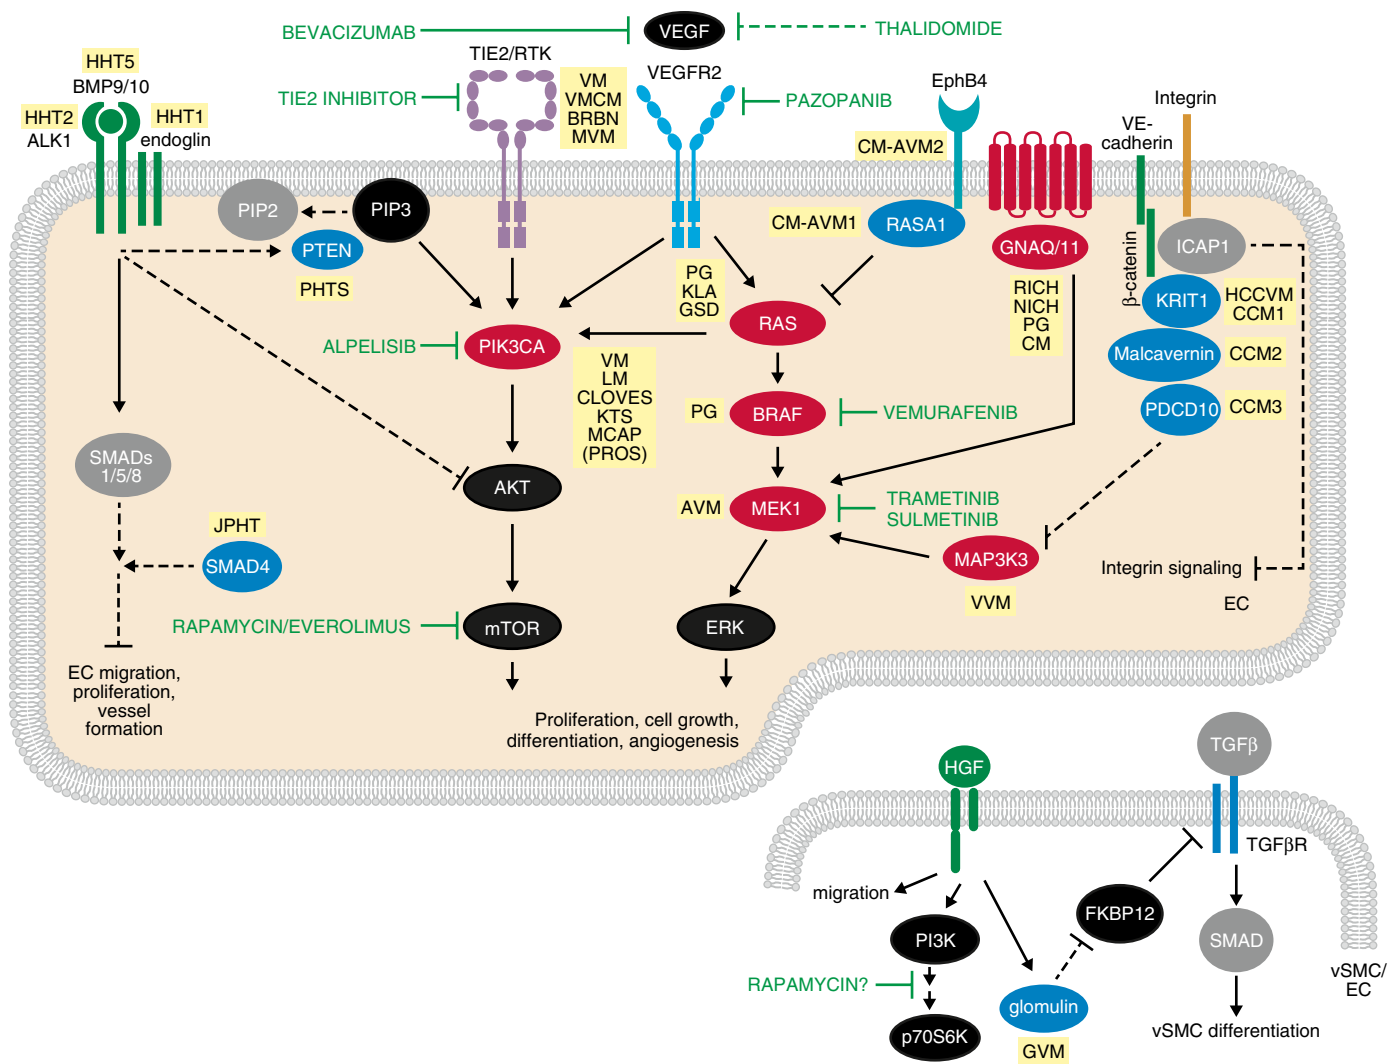 BEVACIZUMAB
VEGF
THALIDOMIDE
HHT5
BMP9/10
HHT2
ALK1
HHT1
endoglin
TIE2/RTK
TIE2 INHIBITOR
VM
VMCM
BRBN
MVM
VEGFR2
PAZOPANIB
EphB4
CM-AVM2
Integrin
VE-
cadherin
PIP2
PIP3
PTEN
PHTS
CM-AVM1
RASA1
GNAQ/11
β-catenin
ICAP1
PG
KLA
GSD
RAS
RICH
NICH
PG
CM
KRIT1
HCCVM
CCM1
ALPELISIB
PIK3CA
Malcavernin
CCM2
VM
LM
CLOVES
KTS
MCAP
(PROS)
PG
BRAF
VEMURAFENIB
PDCD10
CCM3
SMADs
1/5/8
AKT
AVM
MEK1
TRAMETINIB
SULMETINIB
JPHT
SMAD4
MAP3K3
VVM
Integrin signaling
EC
RAPAMYCIN/EVEROLIMUS
mTOR
ERK
EC migration,
proliferation,
vessel
formation
Proliferation, cell growth,
differentiation, angiogenesis
HGF
TGFβ
TGFβR
migration
FKBP12
PI3K
SMAD
RAPAMYCIN?
glomulin
p70S6K
GVM
vSMC differentiation
vSMC/
EC